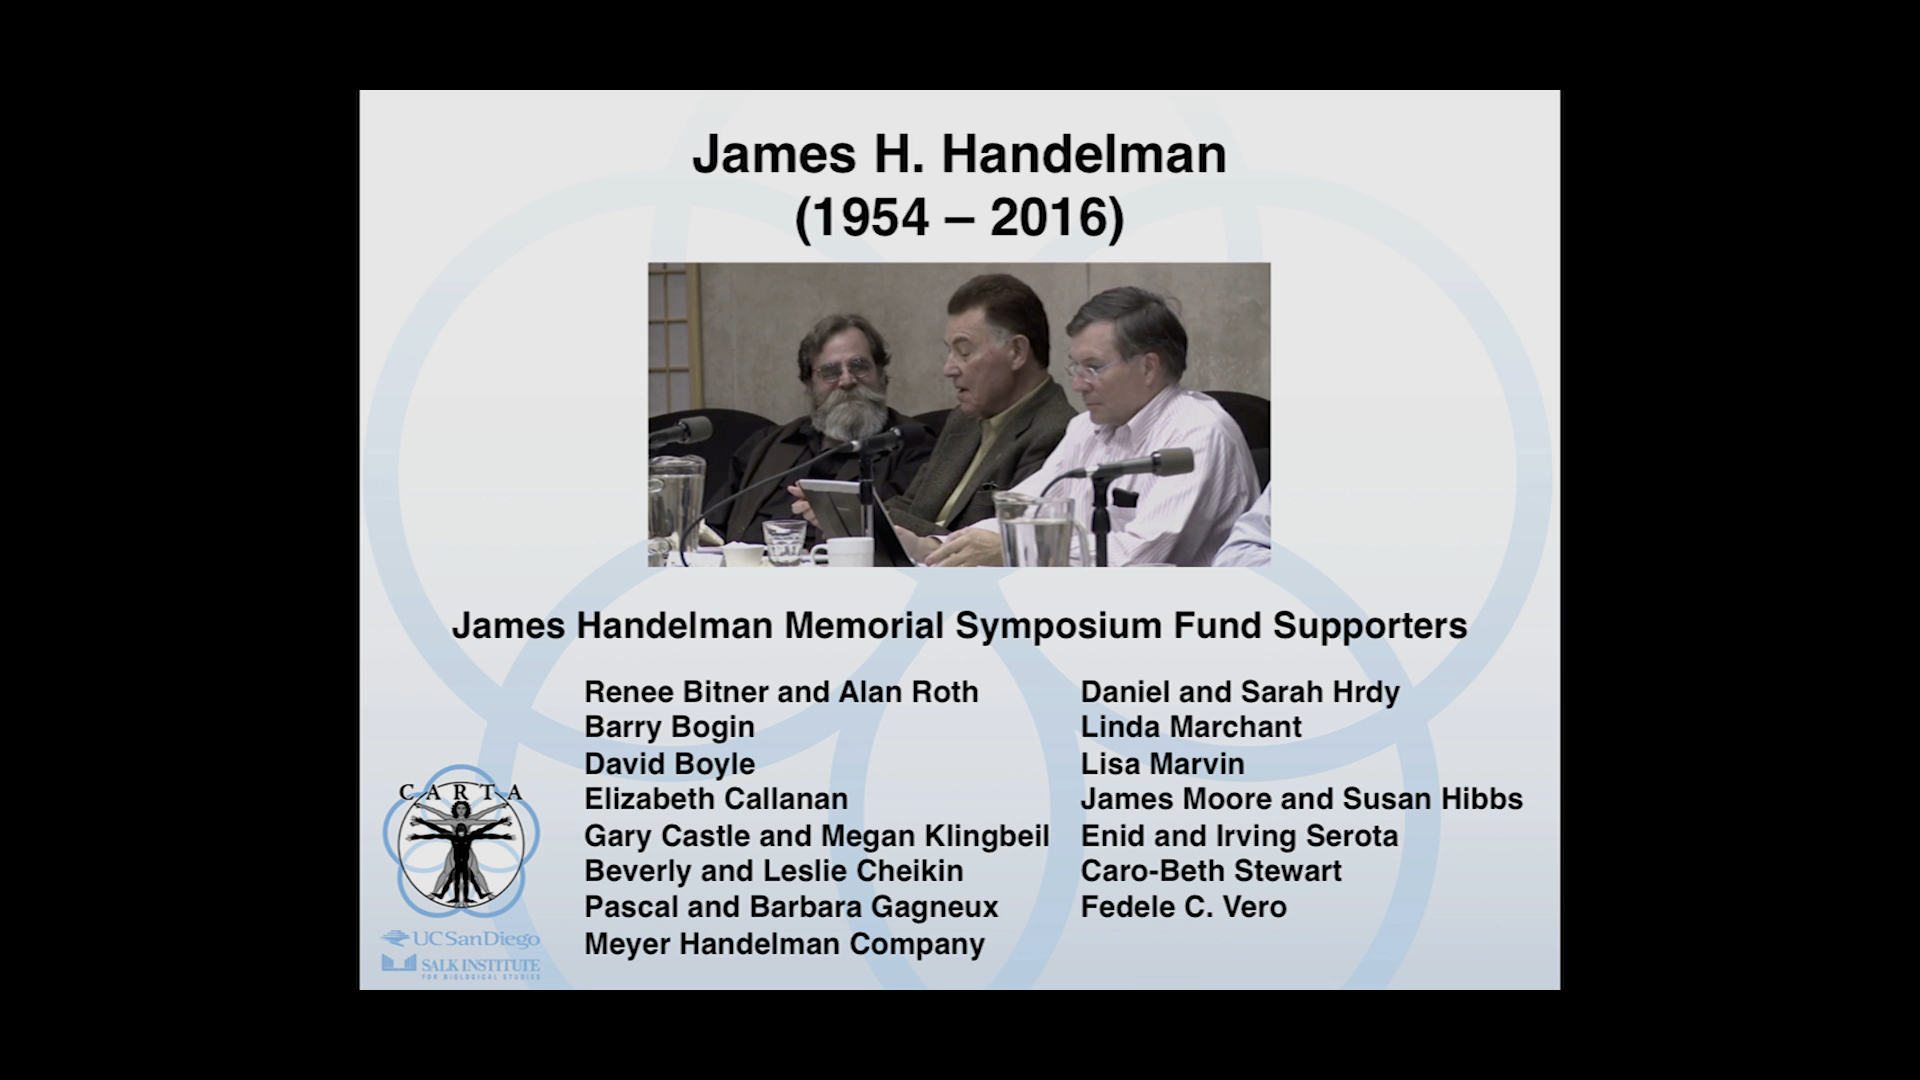 James H. Handelman
(1954 – 2016)
James Handelman Memorial Symposium Fund Supporters
Renee Bitner and Alan Roth
Barry Bogin
David Boyle
Elizabeth Callanan
Gary Castle and Megan Klingbeil
Beverly and Leslie Cheikin
Pascal and Barbara Gagneux
Meyer Handelman Company
Daniel and Sarah Hrdy
Linda Marchant
Lisa Marvin
James Moore and Susan Hibbs
Enid and Irving Serota
Caro-Beth Stewart
Fedele C. Vero
CARTA
UC San Diego
SALK INSTITUTE
FOR BIOLOGICAL STUDIES